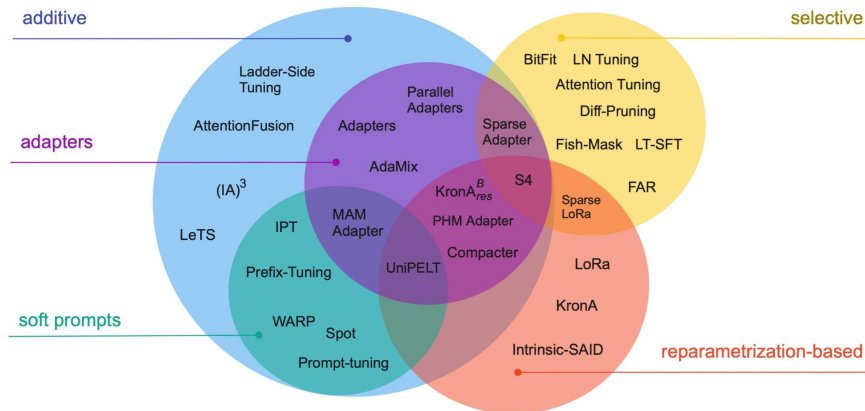 additive
selective
BitFit LN Tuning
Ladder-Side
Tuning
Attention Tuning
Parallel
Adapters
Diff-Pruning
AttentionFusion
Adapters
Sparse
Adapter
Fish-Mask LT-SFT
adapters
AdaMix
S4
FAR
(IA)³
KronA^B_res
Sparse
LoRa
IPT
MAM
Adapter
PHM Adapter
LeTS
Compacter
Prefix-Tuning
UniPELT
LoRa
KronA
soft prompts
WARP
Spot
Intrinsic-SAID
reparametrization-based
Prompt-tuning